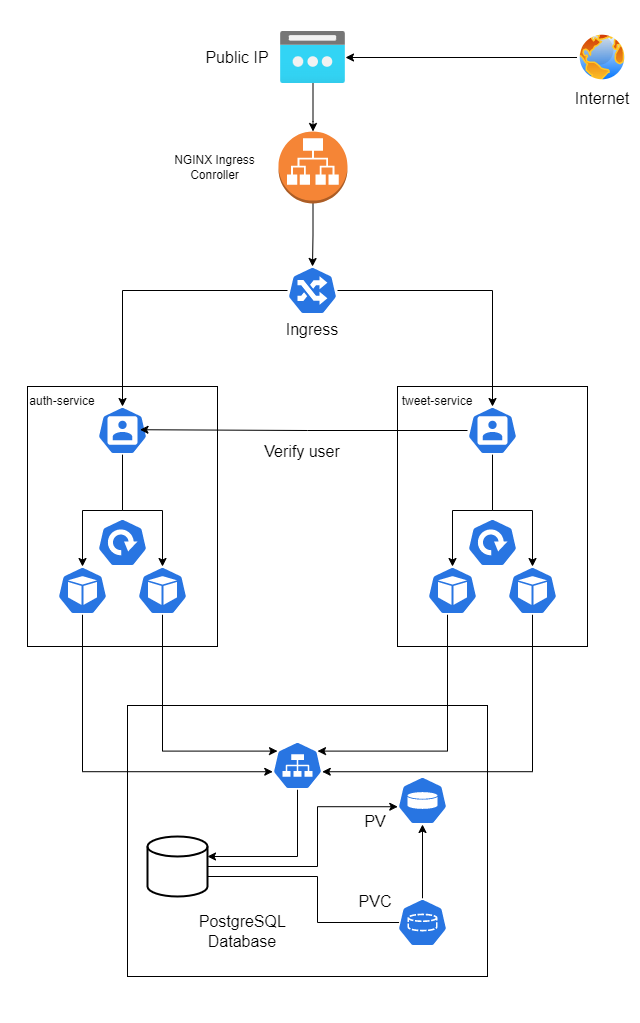 Public IP
Internet
NGINX Ingress
Conroller
Ingress
auth-service
tweet-service
Verify user
PV
PVC
PostgreSQL
Database